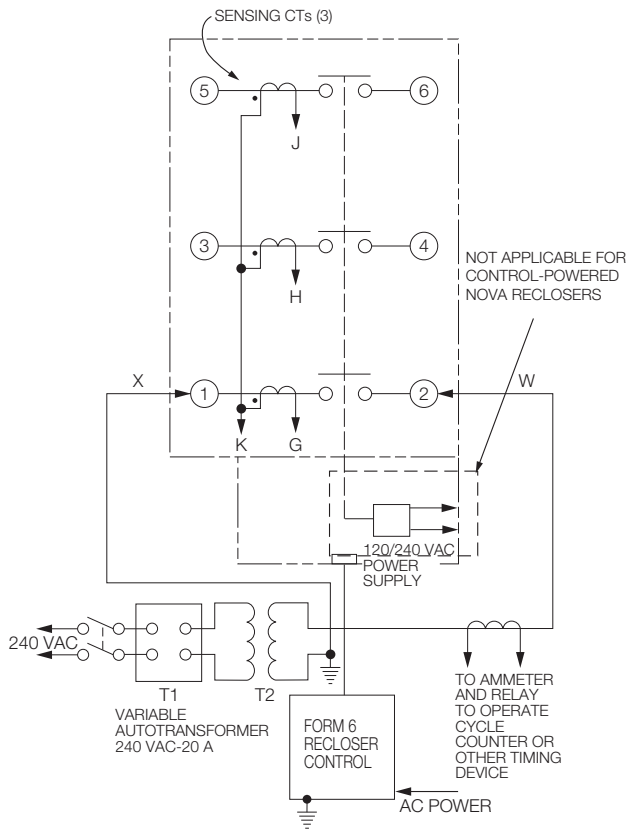 SENSING CTs (3)
5
6
J
3
4
H
NOT APPLICABLE FOR
CONTROL-POWERED
NOVA RECLOSERS
X
1
2
W
K
G
120/240 VAC
POWER
SUPPLY
240 VAC
T1
T2
VARIABLE
AUTOTRANSFORMER
240 VAC-20 A
FORM 6
RECLOSER
CONTROL
TO AMMETER
AND RELAY
TO OPERATE
CYCLE
COUNTER OR
OTHER TIMING
DEVICE
AC POWER